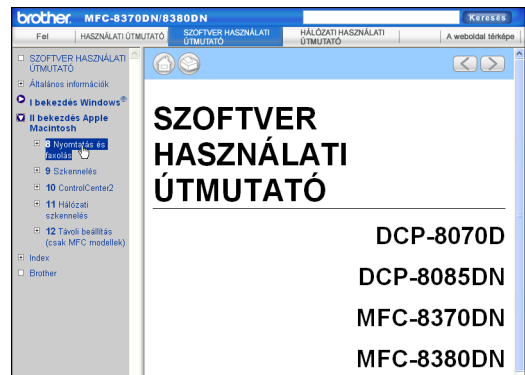 brother MFC-8370DN/8380DN
Keresés
Fel
HASZNÁLATI ÚTMUTATÓ
SZOFTVER HASZNÁLATI
ÚTMUTATÓ
HÁLÓZATI HASZNÁLATI
ÚTMUTATÓ
A weboldal térképe
SZOFTVER HASZNÁLATI
ÚTMUTATÓ
Általános információk
I bekezdés Windows®
II bekezdés Apple
Macintosh
8 Nyomtatás és
faxolás
9 Szkennelés
10 ControlCenter2
11 Hálózati
szkennelés
12 Távoli beállítás
(csak MFC modellek)
Index
Brother
SZOFTVER
HASZNÁLATI
ÚTMUTATÓ
DCP-8070D
DCP-8085DN
MFC-8370DN
MFC-8380DN